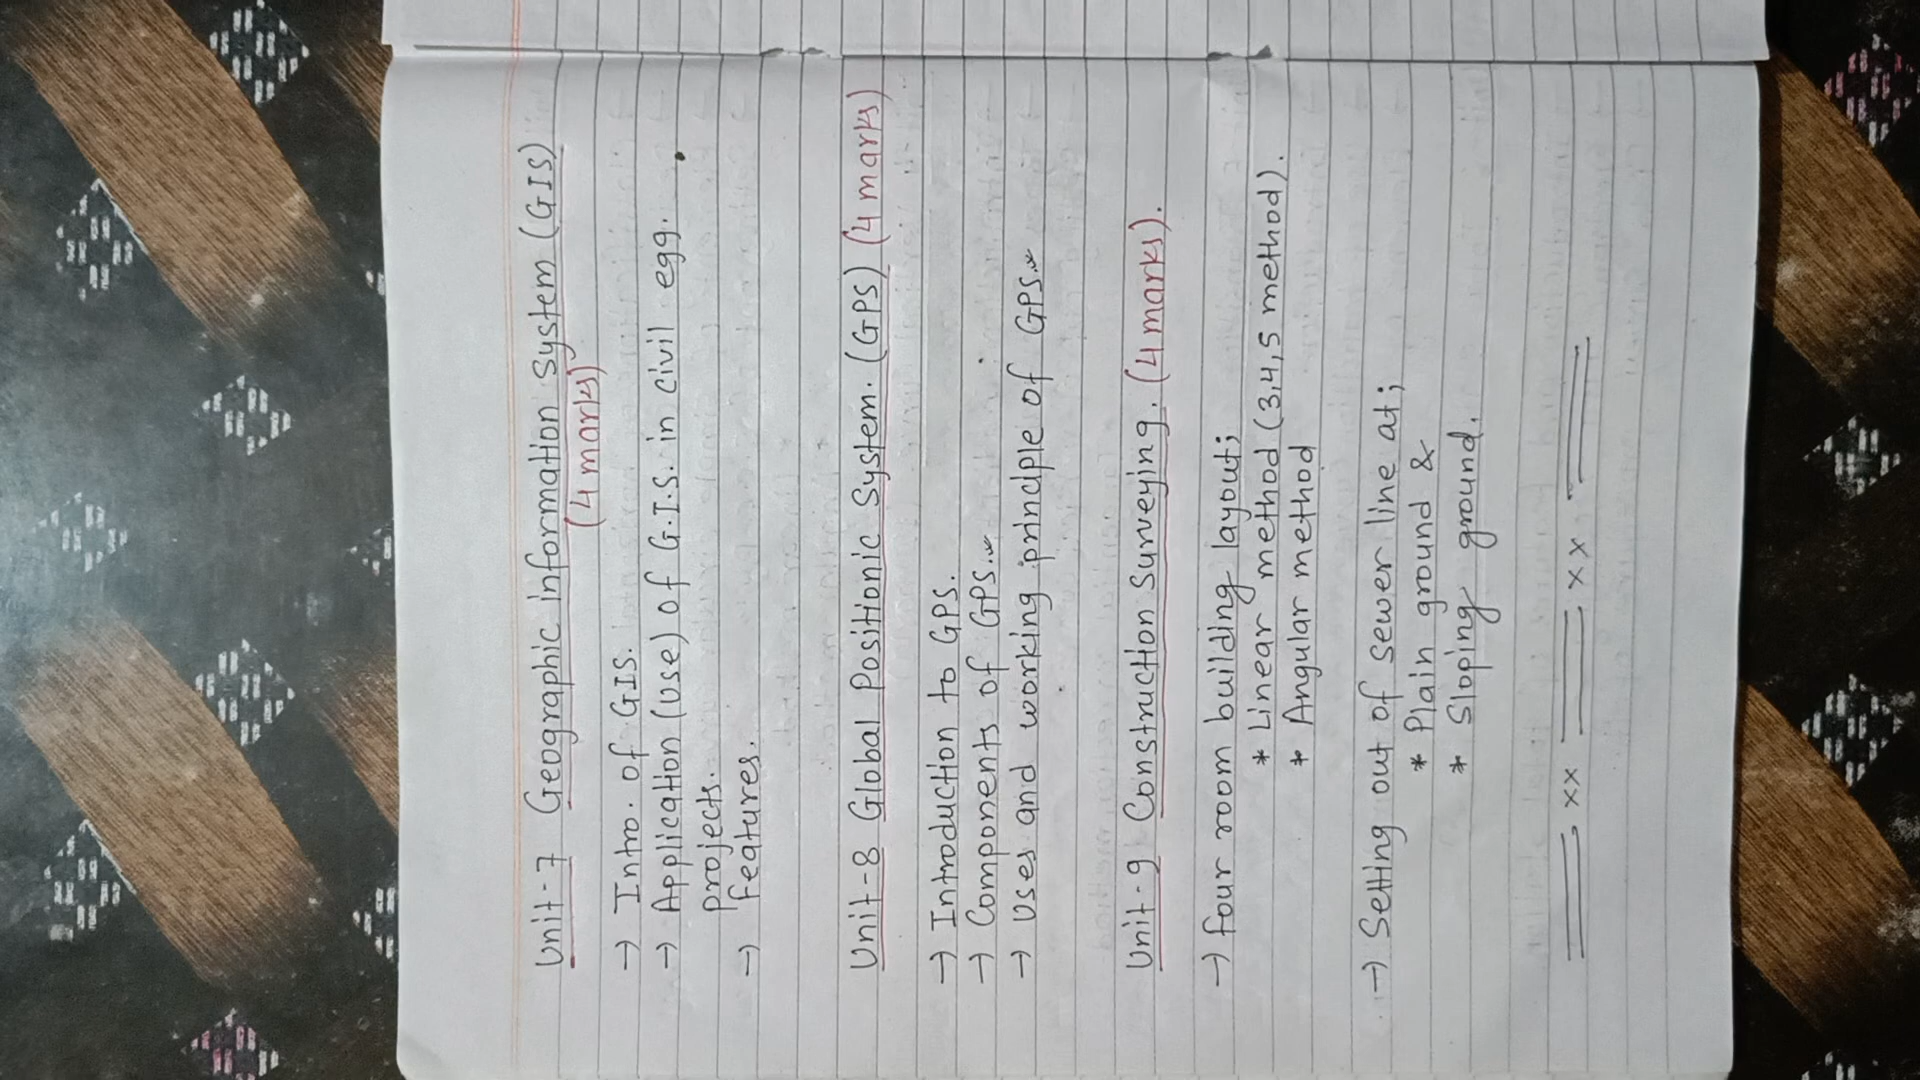 Unit-7 Geographic information system (GIS)
(4 marks)
→ Intro. of GIS.
→ Application (use) of G.I.S. in civil egg.
projects.
→ Features.
Unit-8 Global Positionic System. (GPS) (4 marks)
→ Introduction to GPS.
→ Components of GPS.
→ Uses and working principle of GPS.
Unit-9 Construction Surveying. (4 marks).
→ four room building layout;
* Linear method (3,4,5 method).
* Angular method
→ Setting out of sewer line at;
* Plain ground &
* Sloping ground.
xx xx